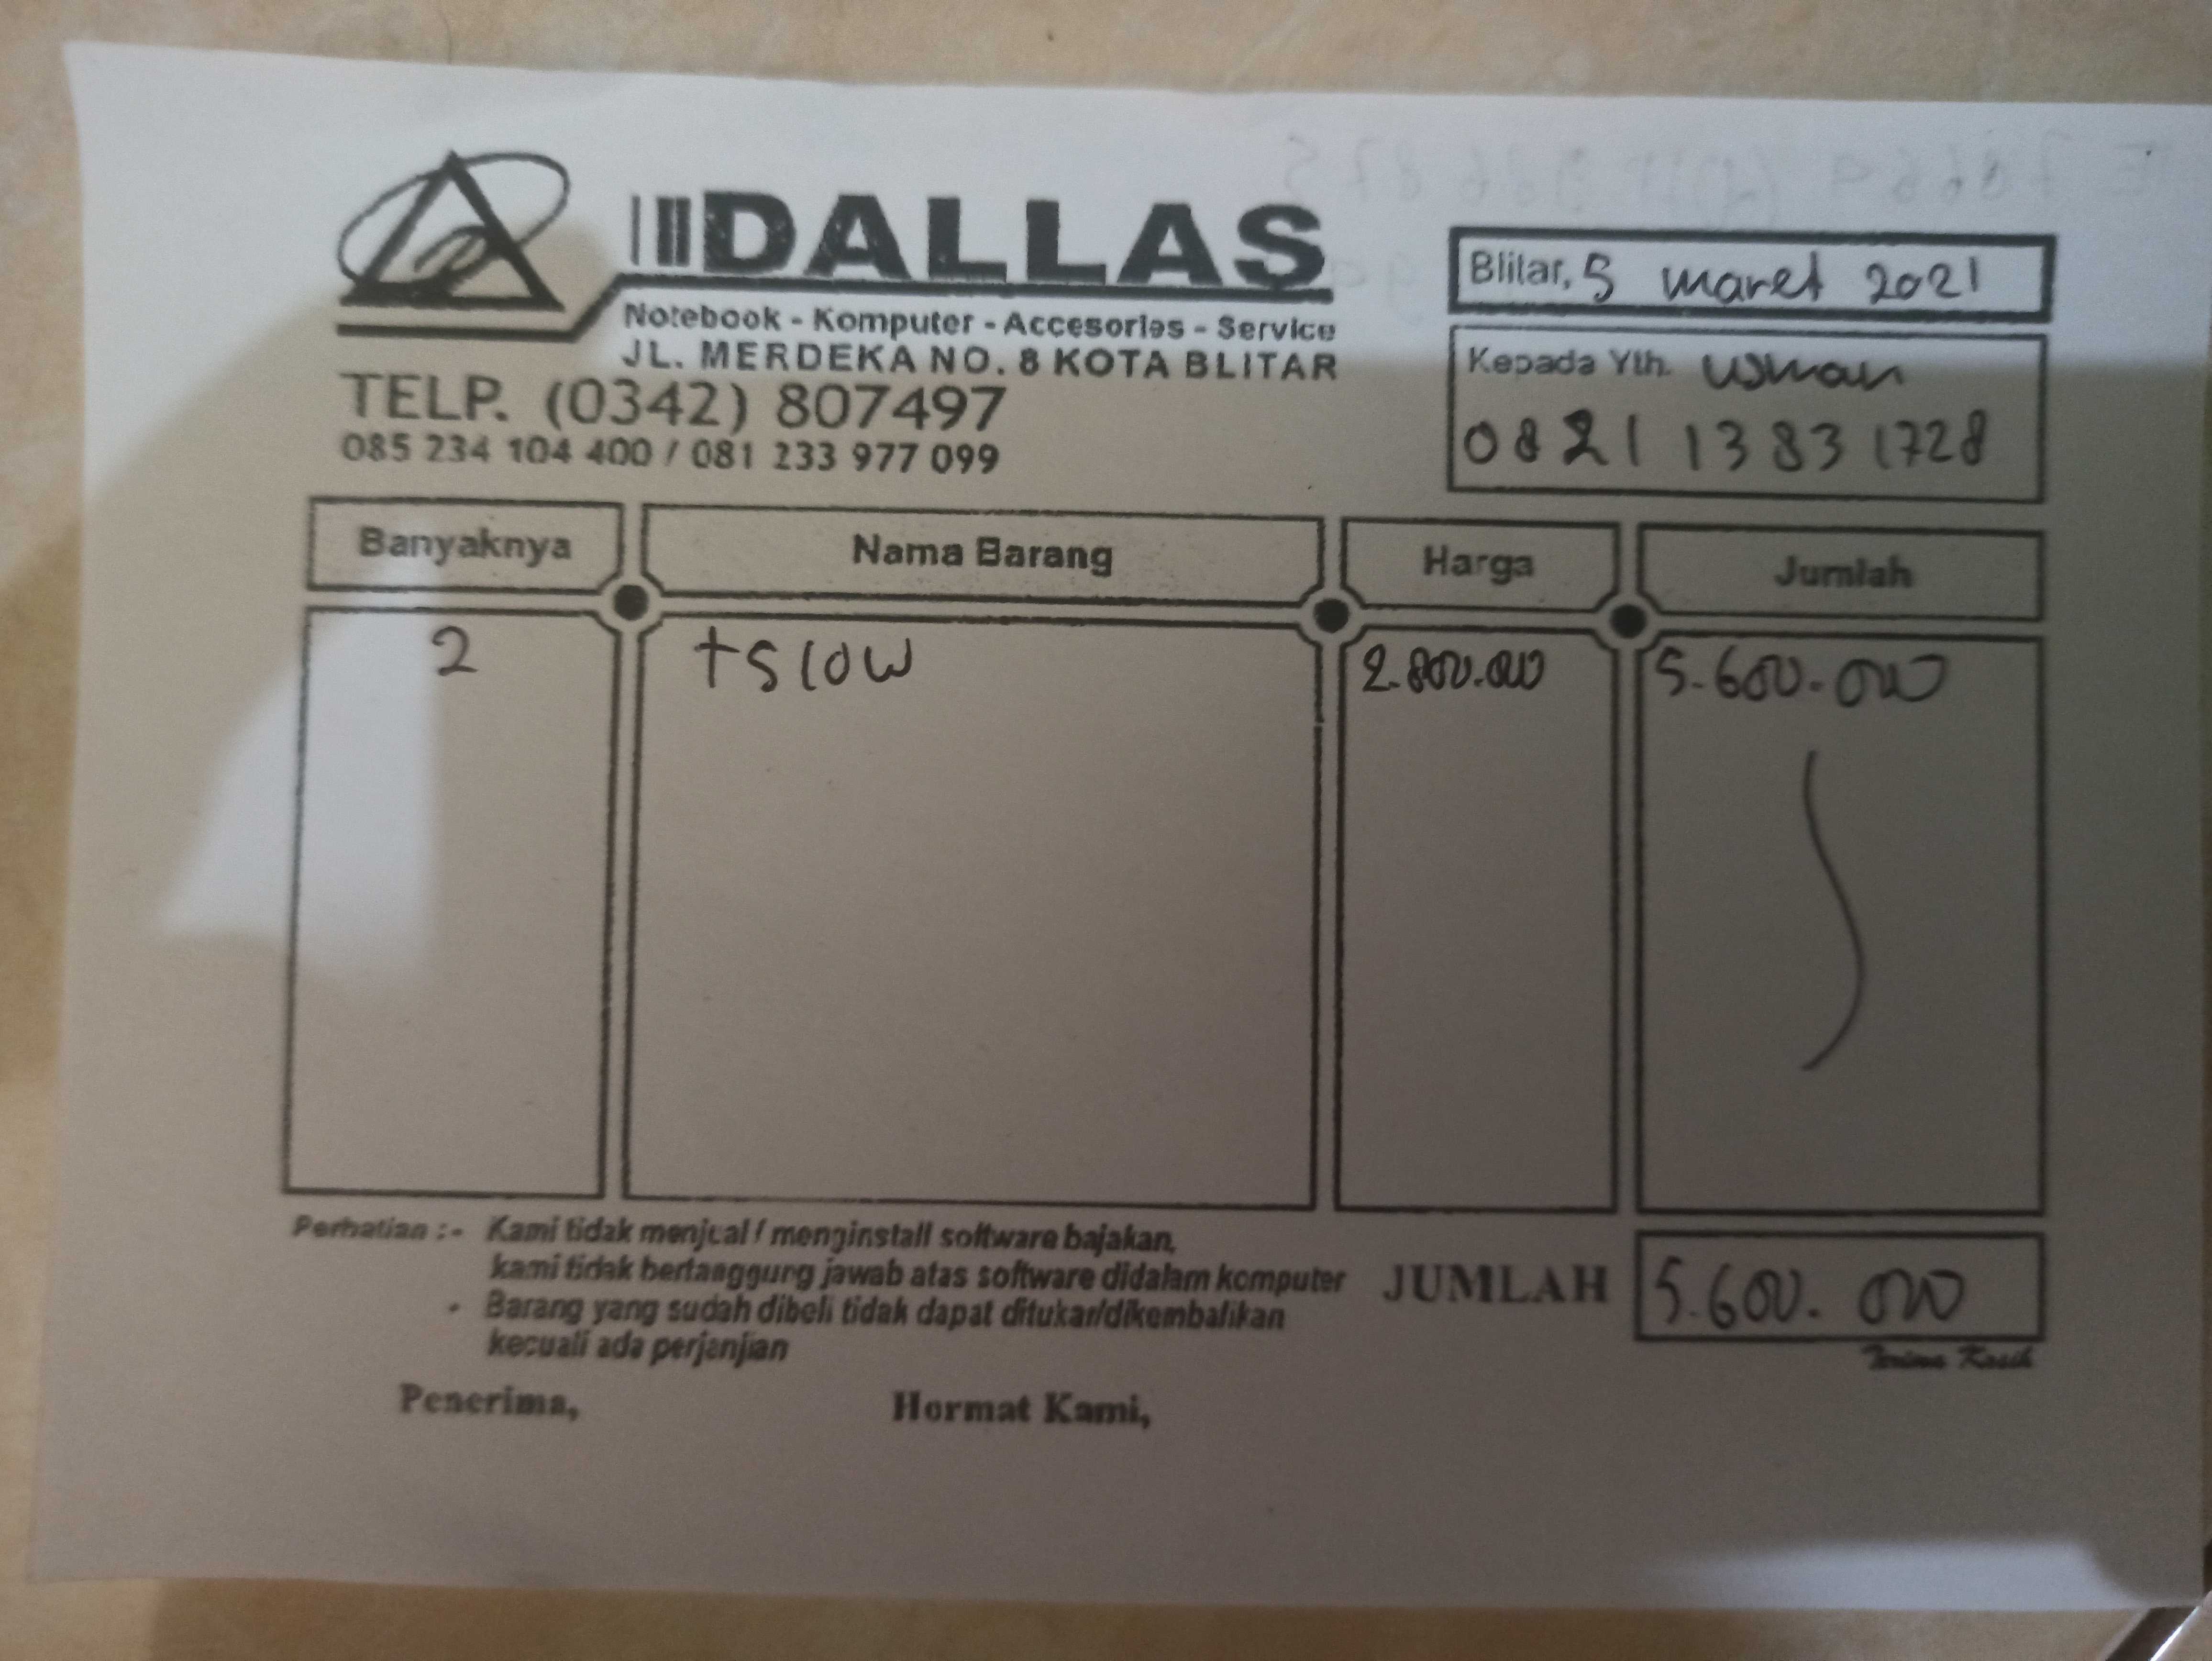 DALLAS
Notebook - Komputer - Accesories - Service
JL. MERDEKA NO. 8 KOTA BLITAR
TELP. (0342) 807497
085 234 104 400 / 081 233 977 099
Blitar, 5 maret 2021
Kepada Yth. usman
0821 1383 1728
Banyaknya Nama Barang Harga Jumlah
2 tslow 2.800.000 5.600.000
Perhatian :- Kami tidak menjual / menginstall software bajakan,
kami tidak bertanggung jawab atas software didalam komputer
- Barang yang sudah dibeli tidak dapat ditukar/dikembalikan
kecuali ada perjanjian
JUMLAH 5.600.000
Terima Kasih
Penerima, Hormat Kami,